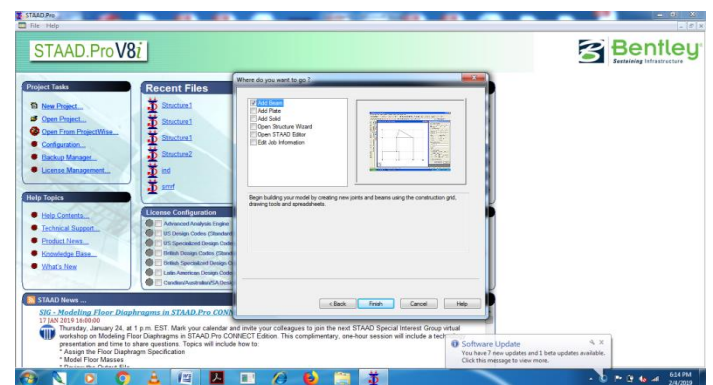 STAAD.Pro
File Help
STAAD.Pro V8i
Bentley
Sustaining Infrastructure
Project Tasks
New Project...
Open Project...
Open From ProjectWise...
Configuration...
Backup Manager...
License Management...
Recent Files
Structure1
Structure1
Structure1
Structure2
ind
smrf
Where do you want to go ?
Add Beam
Add Plate
Add Solid
Open Structure Wizard
Open STAAD Editor
Edit Job Information
Begin building your model by creating new joints and beams using the construction grid,
drawing tools and spreadsheets.
< Back
Finish
Cancel
Help
Help Topics
Help Contents...
Technical Support...
Product News...
Knowledge Base...
What's New
License Configuration
Advanced Analysis Engine
US Design Codes (Standard
US Specialized Design Codes
British Design Codes (Stand
British Specialized Design C
Latin American Design Codes
Canadian/Australian/SA Design
STAAD News ...
SIG - Modeling Floor Diaphragms in STAAD.Pro CONN
17 JAN 2019 16:00:00
Thursday, January 24, at 1 p.m. EST. Mark your calendar and invite your colleagues to join the next STAAD Special Interest Group virtual
workshop on Modeling Floor Diaphragms in STAAD.Pro CONNECT Edition. This complimentary, one-hour session will include a tech
presentation and time to share questions. Topics will include how to:
* Assign the Floor Diaphragm Specification
* Model Floor Masses
* Review the Output File
Software Update
You have 7 new updates and 1 beta updates available.
Click this message to view more.
6:14 PM
2/4/2019